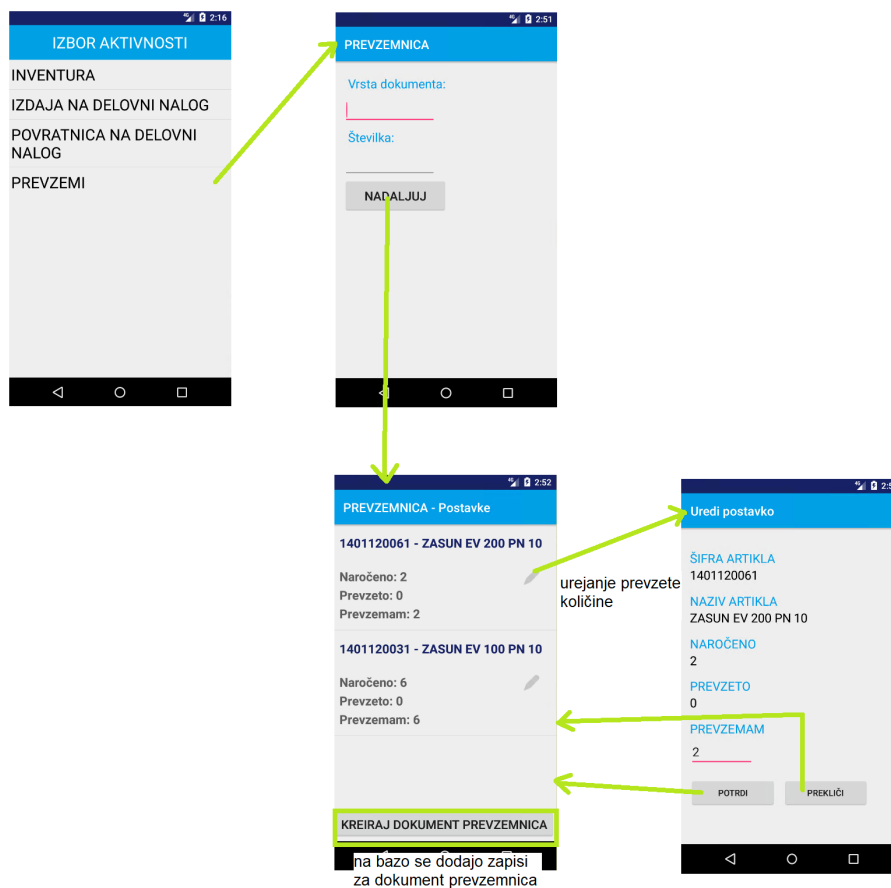 2:16
IZBOR AKTIVNOSTI
INVENTURA
IZDAJA NA DELOVNI NALOG
POVRATNICA NA DELOVNI
NALOG
PREVZEMI
2:51
PREVZEMNICA
Vrsta dokumenta:
Številka:
NADALJUJ
2:52
PREVZEMNICA - Postavke
1401120061 - ZASUN EV 200 PN 10
Naročeno: 2
Prevzeto: 0
Prevzemam: 2
1401120031 - ZASUN EV 100 PN 10
Naročeno: 6
Prevzeto: 0
Prevzemam: 6
KREIRAJ DOKUMENT PREVZEMNICA
na bazo se dodajo zapisi
za dokument prevzemnica
urejanje prevzete
količine
Uredi postavko
ŠIFRA ARTIKLA
1401120061
NAZIV ARTIKLA
ZASUN EV 200 PN 10
NAROČENO
2
PREVZETO
0
PREVZEMAM
2
POTRDI PREKLIČI